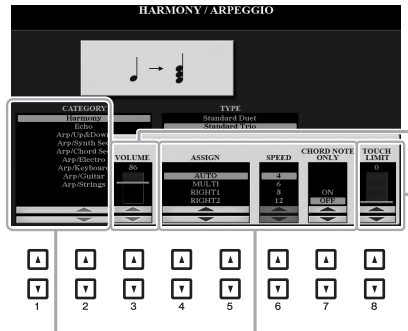 HARMONY / ARPEGGIO
CATEGORY
Harmony
Echo
Arp/Up&Down
Arp/Synth Seq
Arp/Chord Seq
Arp/Electro
Arp/Keyboard
Arp/Guitar
Arp/Strings
TYPE
Standard Duet
Standard Trio
VOLUME
86
ASSIGN
AUTO
MULTI
RIGHT1
RIGHT2
SPEED
4
6
8
12
CHORD NOTE
ONLY
ON
OFF
TOUCH
LIMIT
0
1 2 3 4 5 6 7 8